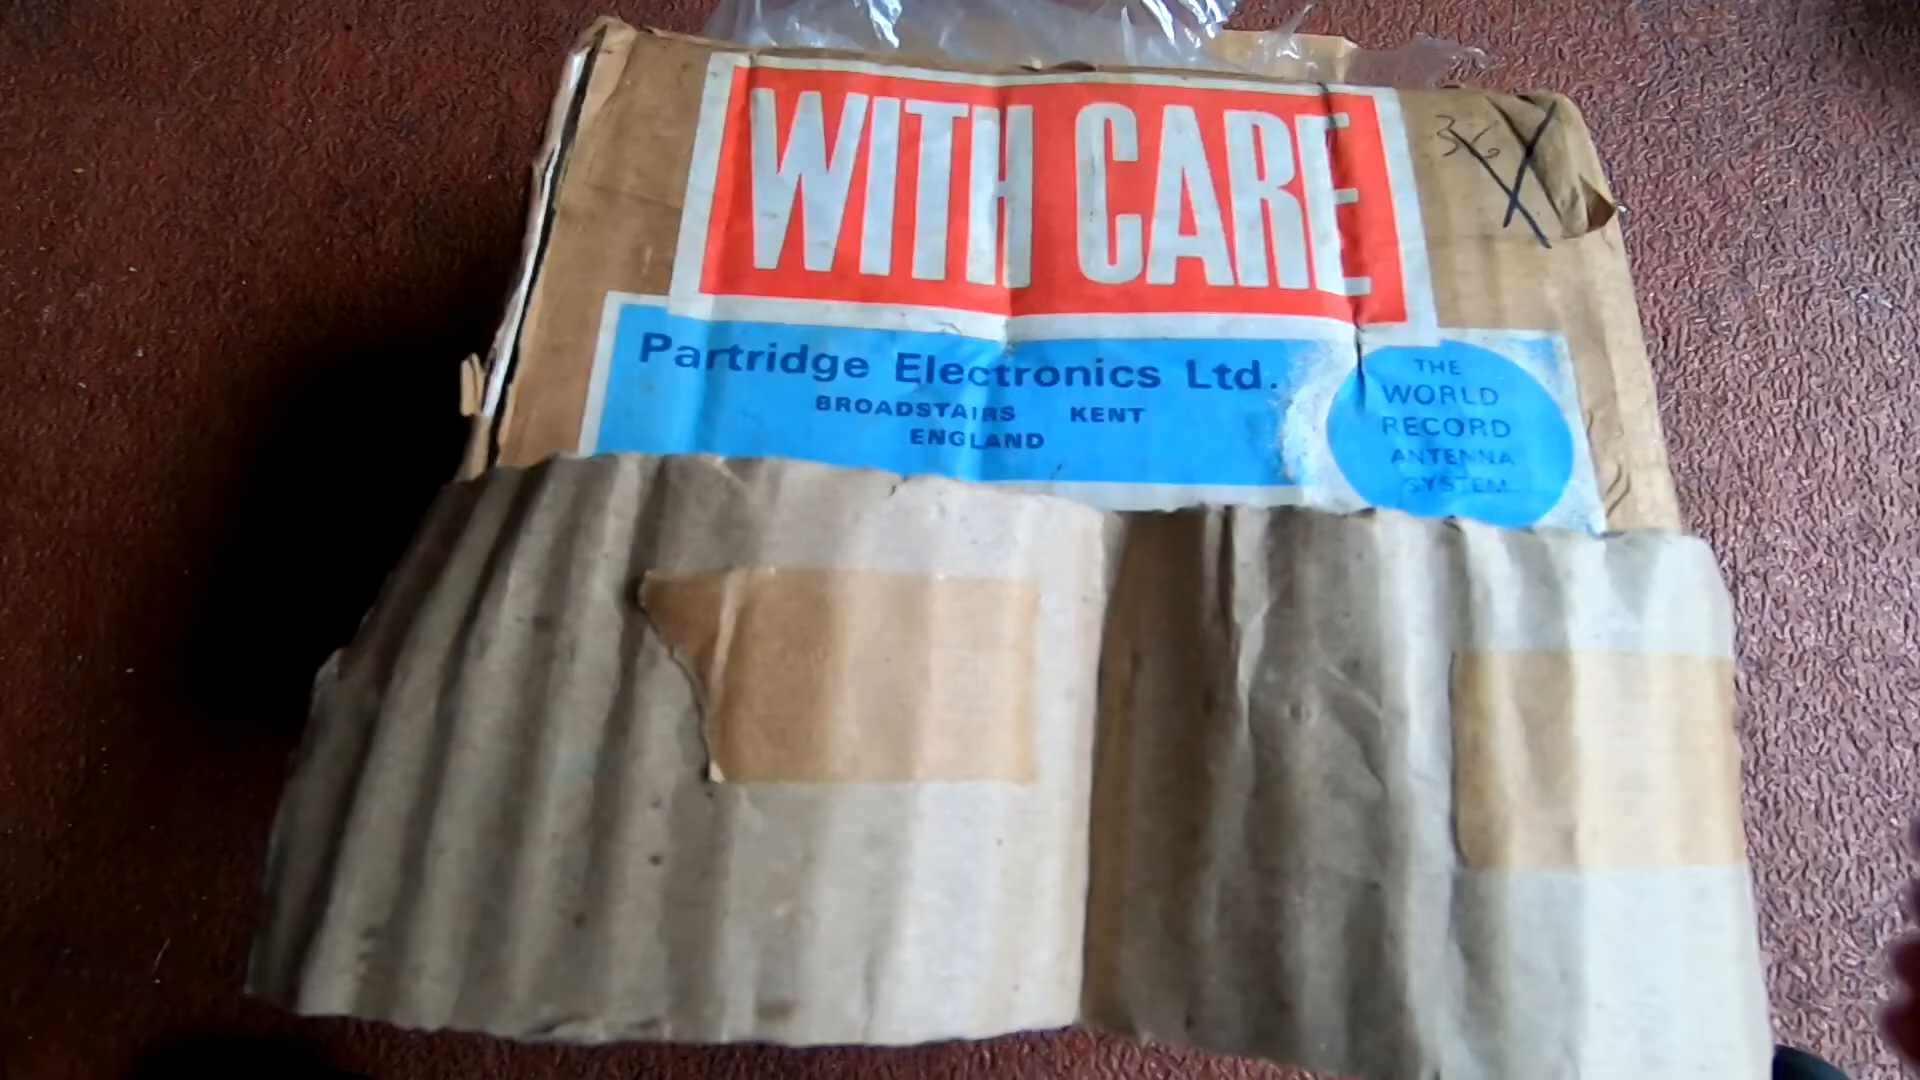 WITH CARE
Partridge Electronics Ltd.
BROADSTAIRS KENT
ENGLAND
THE
WORLD
RECORD
ANTENNA
SYSTEM